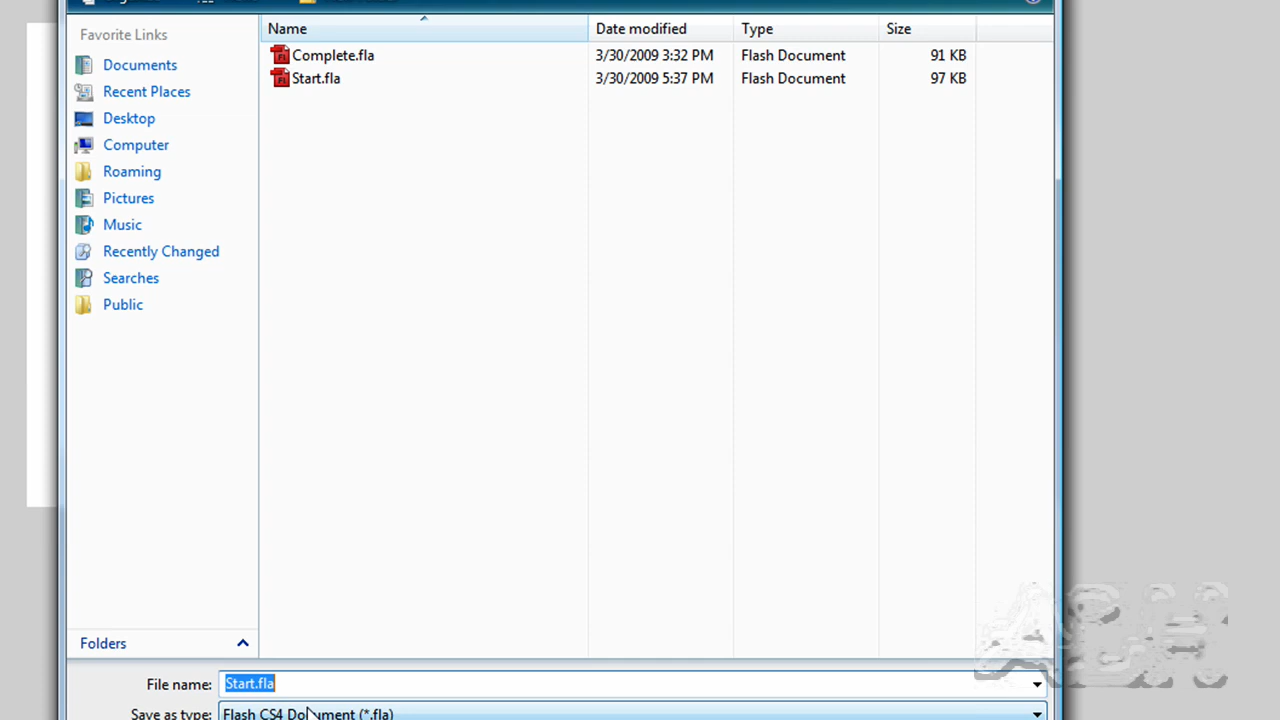 Name Date modified Type Size
Favorite Links
Documents
Recent Places
Desktop
Computer
Roaming
Pictures
Music
Recently Changed
Searches
Public
Complete.fla 3/30/2009 3:32 PM Flash Document 91 KB
Start.fla 3/30/2009 5:37 PM Flash Document 97 KB
Folders
File name: Start.fla
Save as type: Flash CS4 Document (*.fla)